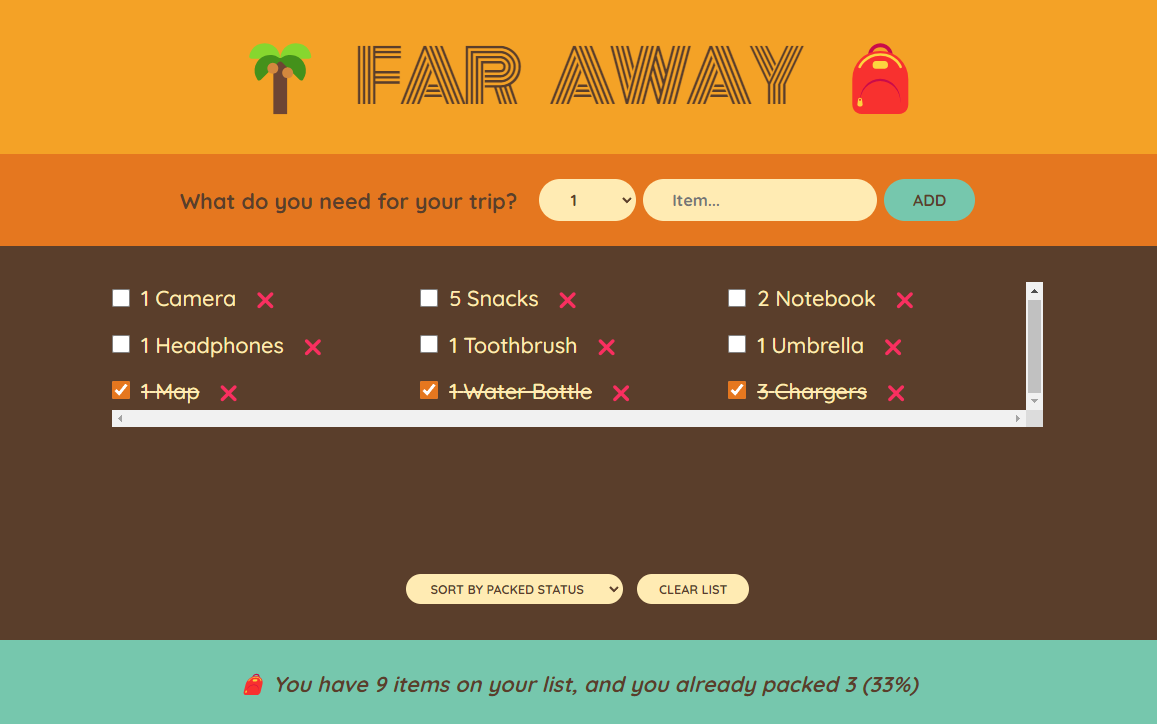 FAR AWAY
What do you need for your trip? 1 Item... ADD
1 Camera 5 Snacks 2 Notebook
1 Headphones 1 Toothbrush 1 Umbrella
1 Map 1 Water Bottle 3 Chargers
SORT BY PACKED STATUS CLEAR LIST
You have 9 items on your list, and you already packed 3 (33%)